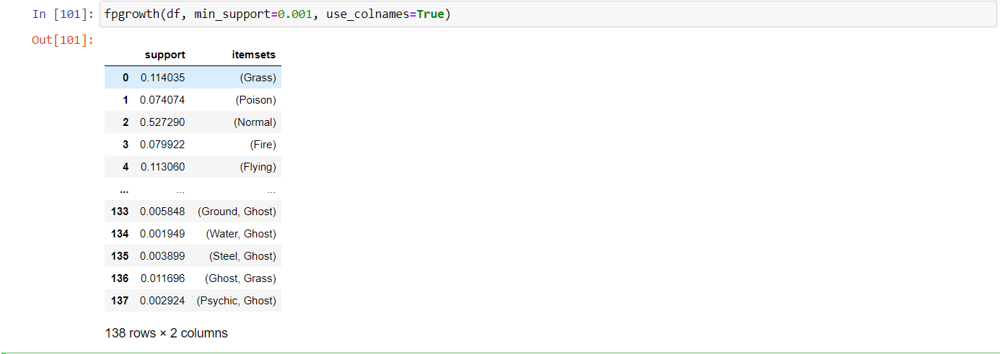 In [101]: fpgrowth(df, min_support=0.001, use_colnames=True)
Out[101]:
support itemsets
0 0.114035 (Grass)
1 0.074074 (Poison)
2 0.527290 (Normal)
3 0.079922 (Fire)
4 0.113060 (Flying)
... ... ...
133 0.005848 (Ground, Ghost)
134 0.001949 (Water, Ghost)
135 0.003899 (Steel, Ghost)
136 0.011696 (Ghost, Grass)
137 0.002924 (Psychic, Ghost)
138 rows × 2 columns